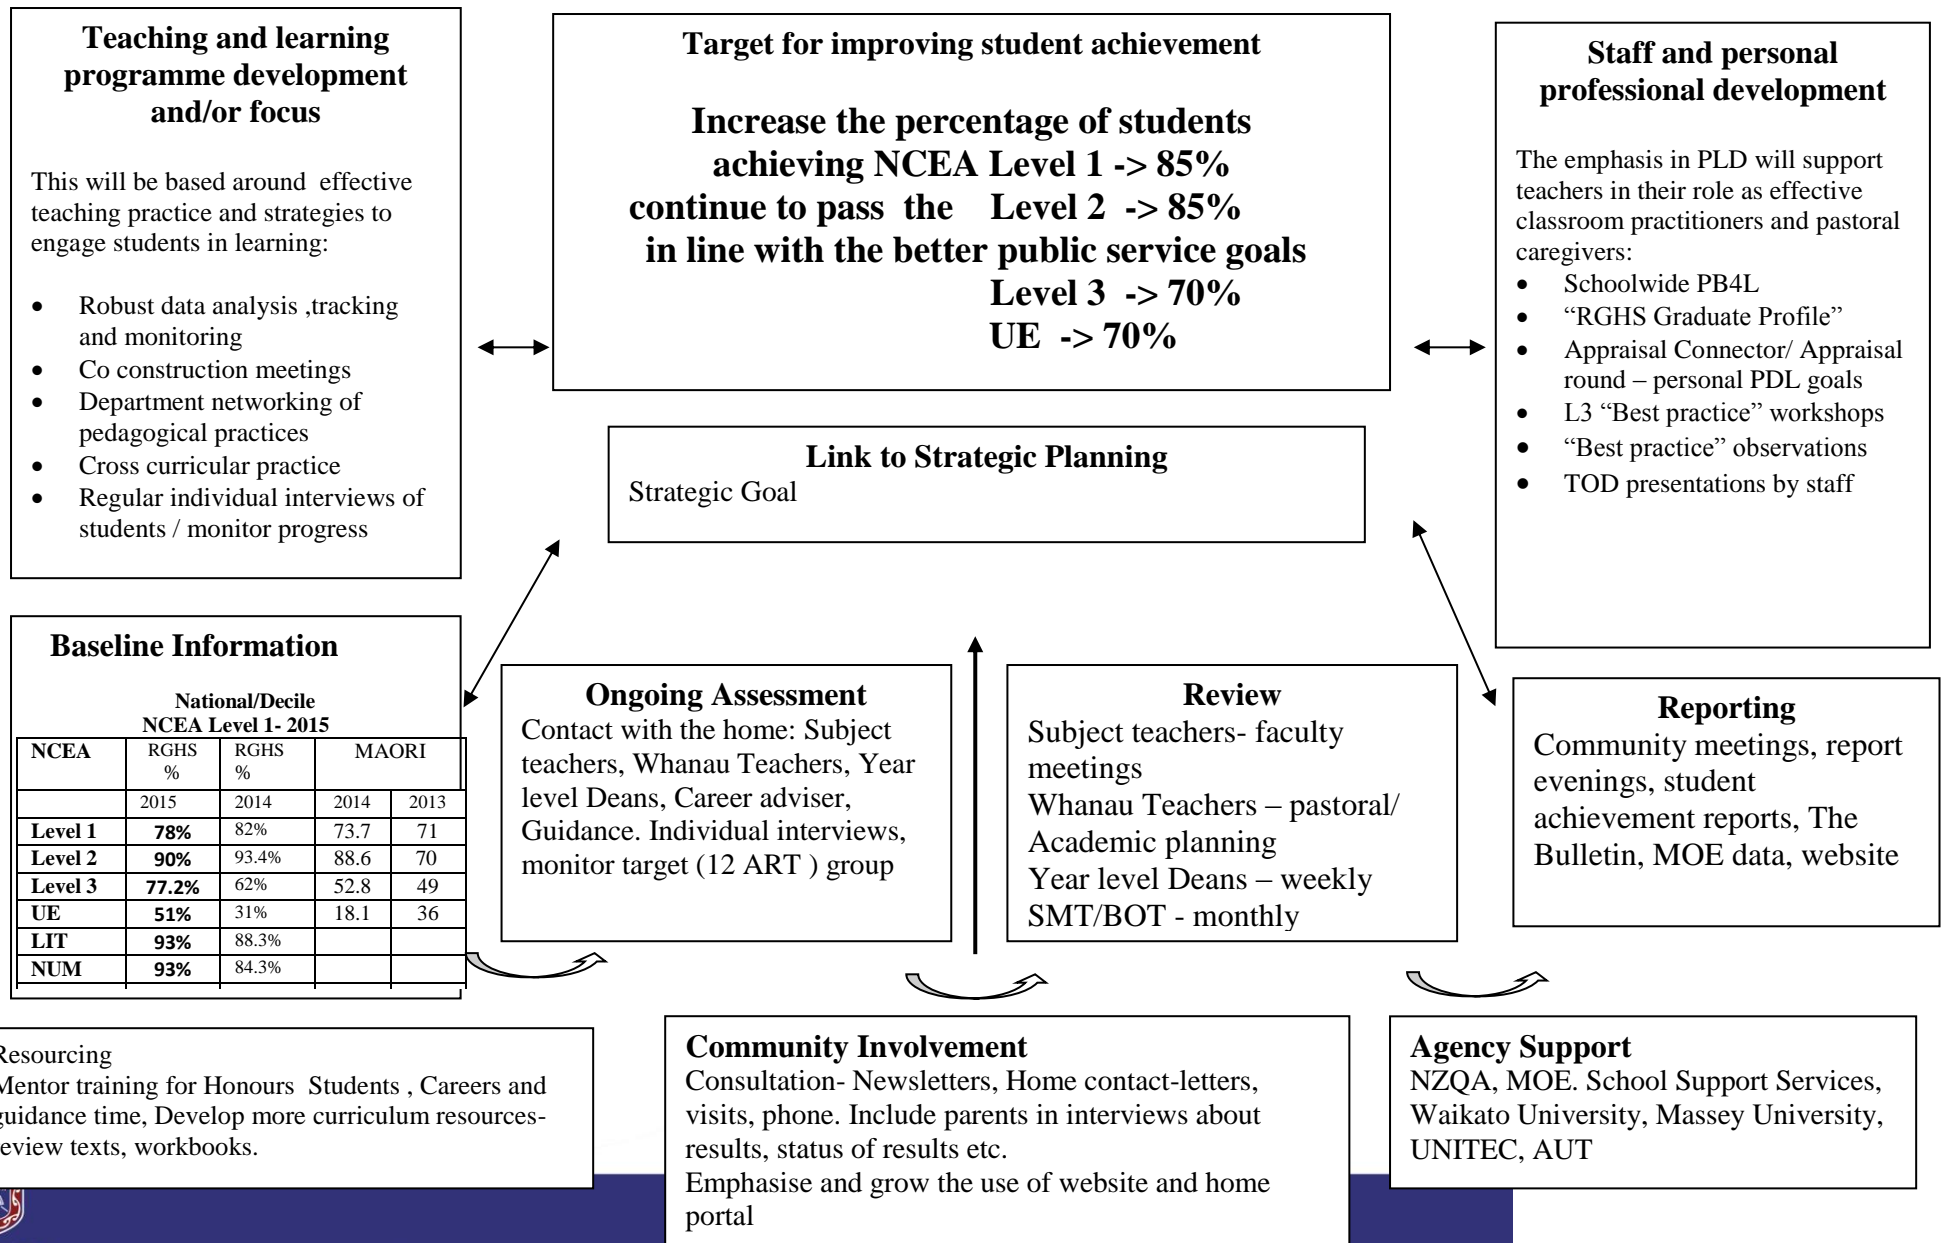 Teaching and learning
programme development
and/or focus
This will be based around effective
teaching practice and strategies to
engage students in learning:
• Robust data analysis ,tracking
and monitoring
• Co construction meetings
• Department networking of
pedagogical practices
• Cross curricular practice
• Regular individual interviews of
students / monitor progress
Target for improving student achievement
Increase the percentage of students
achieving NCEA Level 1 -> 85%
continue to pass the Level 2 -> 85%
in line with the better public service goals
Level 3 -> 70%
UE -> 70%
Staff and personal
professional development
The emphasis in PLD will support
teachers in their role as effective
classroom practitioners and pastoral
caregivers:
• Schoolwide PB4L
• “RGHS Graduate Profile”
• Appraisal Connector/ Appraisal
round – personal PDL goals
• L3 “Best practice” workshops
• “Best practice” observations
• TOD presentations by staff
Link to Strategic Planning
Strategic Goal
Baseline Information
National/Decile
NCEA Level 1- 2015
NCEA RGHS RGHS MAORI
% %
2015 2014 2014 2013
Level 1 78% 82% 73.7 71
Level 2 90% 93.4% 88.6 70
Level 3 77.2% 62% 52.8 49
UE 51% 31% 18.1 36
LIT 93% 88.3%
NUM 93% 84.3%
Ongoing Assessment
Contact with the home: Subject
teachers, Whanau Teachers, Year
level Deans, Career adviser,
Guidance. Individual interviews,
monitor target (12 ART ) group
Review
Subject teachers- faculty
meetings
Whanau Teachers – pastoral/
Academic planning
Year level Deans – weekly
SMT/BOT - monthly
Reporting
Community meetings, report
evenings, student
achievement reports, The
Bulletin, MOE data, website
Resourcing
Mentor training for Honours Students , Careers and
guidance time, Develop more curriculum resources-
review texts, workbooks.
Community Involvement
Consultation- Newsletters, Home contact-letters,
visits, phone. Include parents in interviews about
results, status of results etc.
Emphasise and grow the use of website and home
portal
Agency Support
NZQA, MOE. School Support Services,
Waikato University, Massey University,
UNITEC, AUT